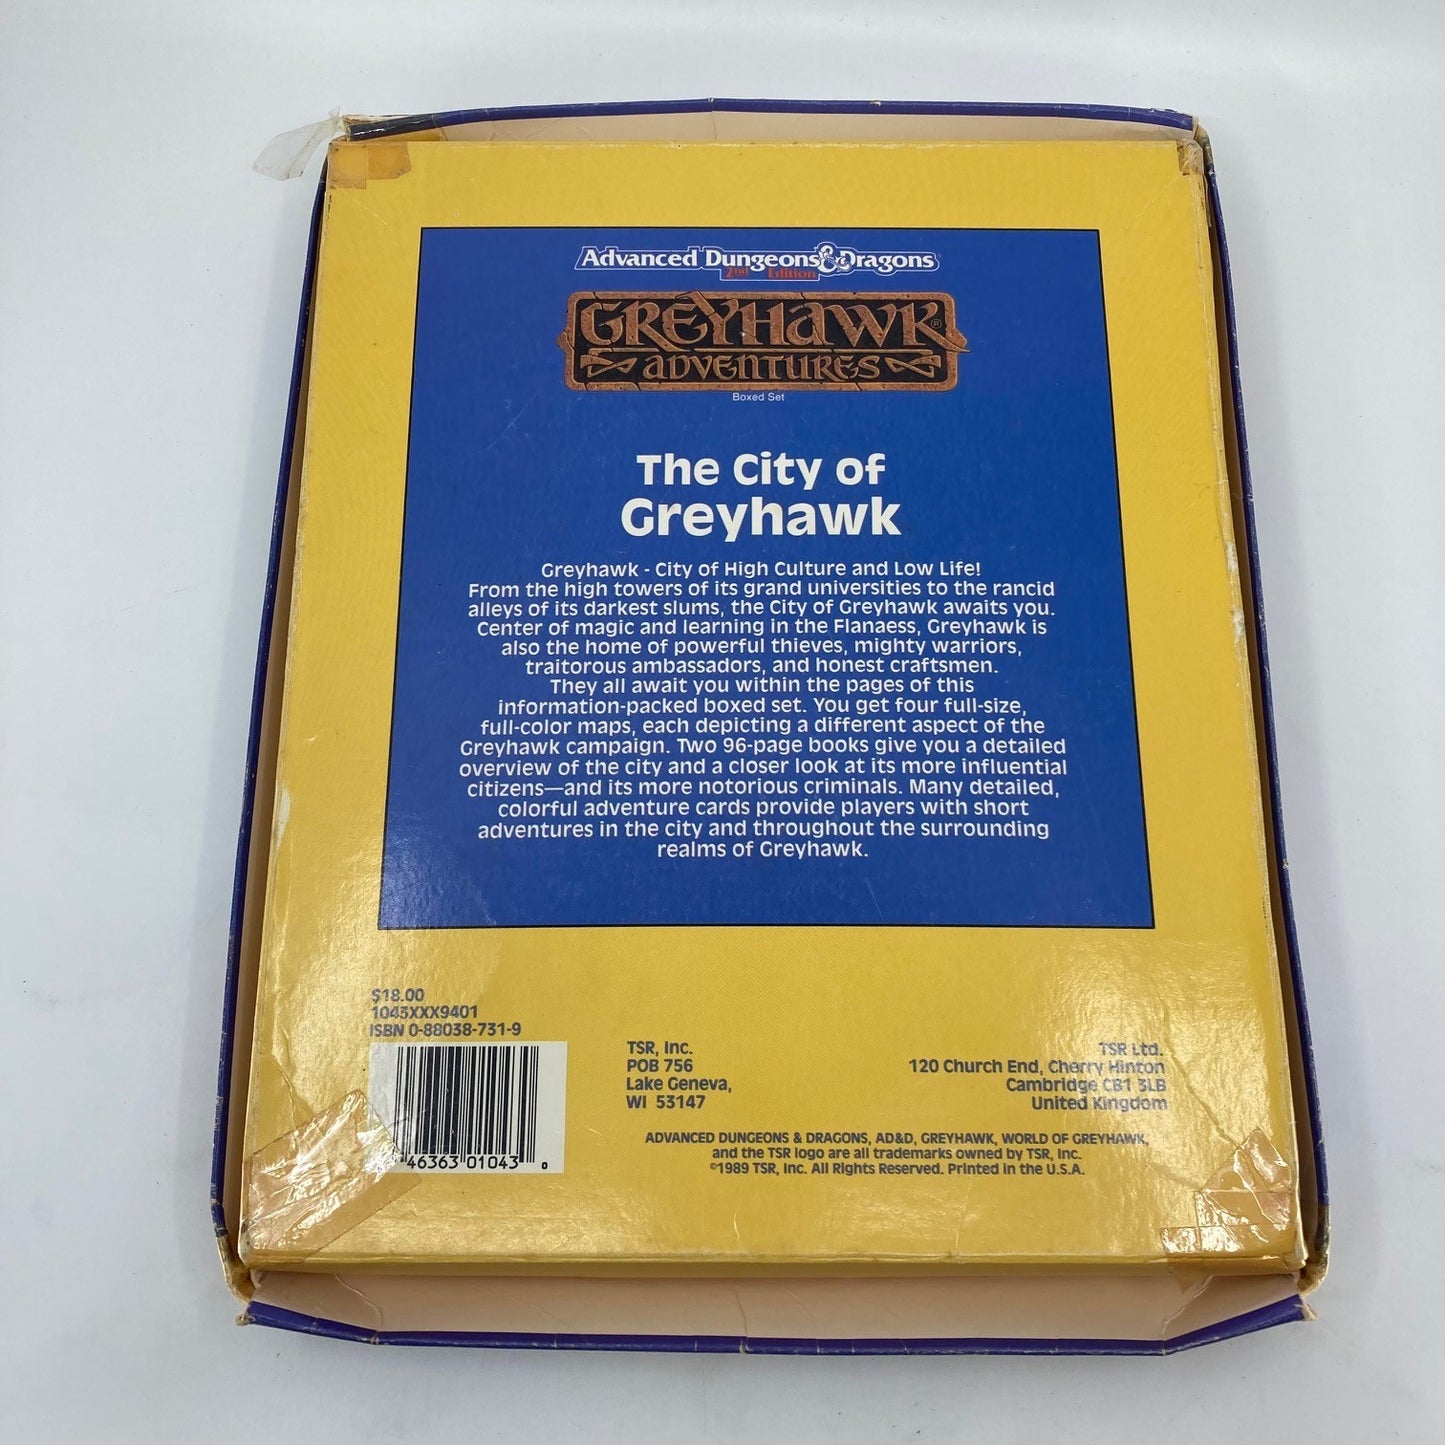 Advanced Dungeons & Dragons®
2nd Edition
GREYHAWK®
ADVENTURES
Boxed Set
The City of
Greyhawk
Greyhawk - City of High Culture and Low Life!
From the high towers of its grand universities to the rancid
alleys of its darkest slums, the City of Greyhawk awaits you.
Center of magic and learning in the Flanaess, Greyhawk is
also the home of powerful thieves, mighty warriors,
traitorous ambassadors, and honest craftsmen.
They all await you within the pages of this
information-packed boxed set. You get four full-size,
full-color maps, each depicting a different aspect of the
Greyhawk campaign. Two 96-page books give you a detailed
overview of the city and a closer look at its more influential
citizens—and its more notorious criminals. Many detailed,
colorful adventure cards provide players with short
adventures in the city and throughout the surrounding
realms of Greyhawk.
$18.00
1043XXX9401
ISBN 0-88038-731-9
46363 01043 0
TSR, Inc.
POB 756
Lake Geneva,
WI 53147
TSR Ltd.
120 Church End, Cherry Hinton
Cambridge CB1 3LB
United Kingdom
ADVANCED DUNGEONS & DRAGONS, AD&D, GREYHAWK, WORLD OF GREYHAWK,
and the TSR logo are all trademarks owned by TSR, Inc.
©1989 TSR, Inc. All Rights Reserved. Printed in the U.S.A.